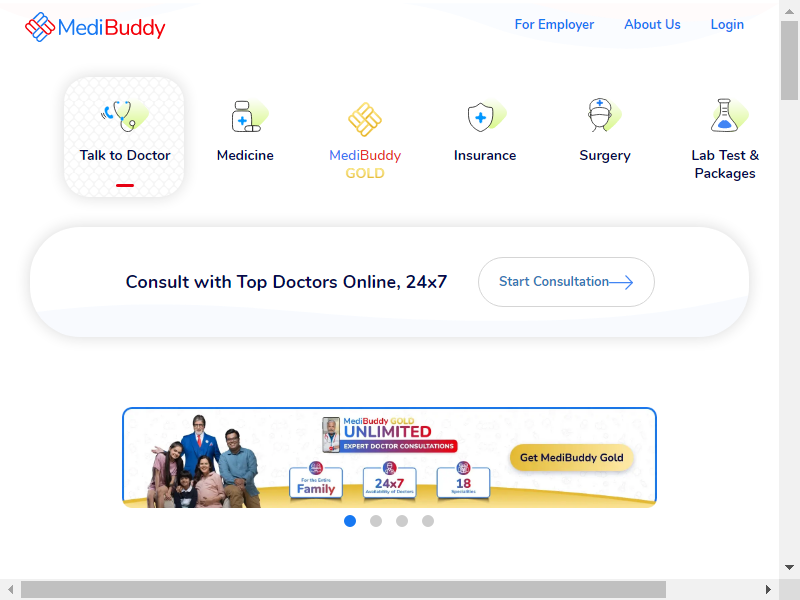 MediBuddy
For Employer
About Us
Login
Talk to Doctor
Medicine
MediBuddy
GOLD
Insurance
Surgery
Lab Test &
Packages
Consult with Top Doctors Online, 24x7
Start Consultation
MediBuddy GOLD
UNLIMITED
EXPERT DOCTOR CONSULTATIONS
For the Entire
Family
24x7
Availability of Doctors
18
Specialities
Get MediBuddy Gold